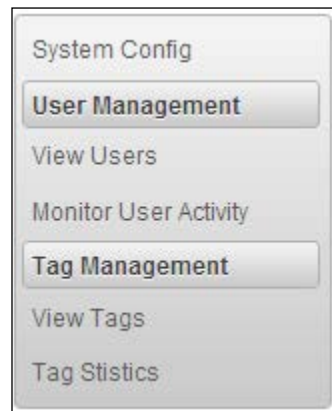 System Config
User Management
View Users
Monitor User Activity
Tag Management
View Tags
Tag Stistics